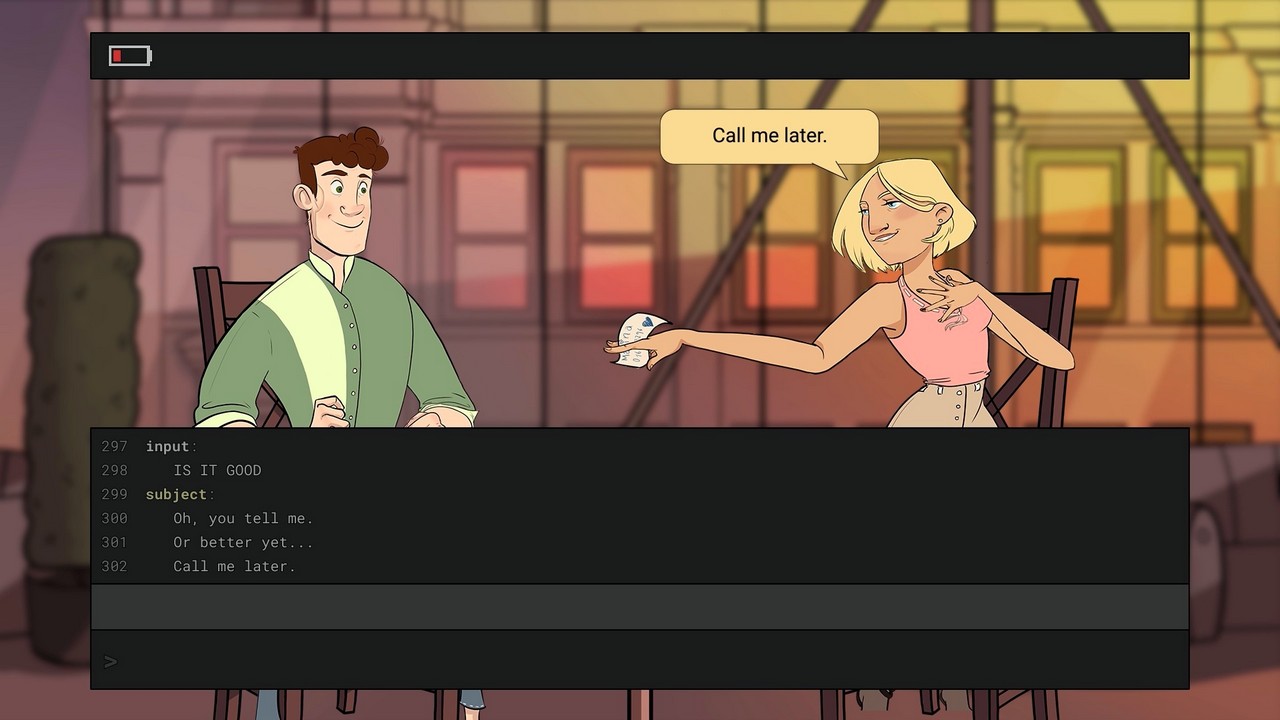 Call me later.
297 input:
298 IS IT GOOD
299 subject:
300 Oh, you tell me.
301 Or better yet...
302 Call me later.
>